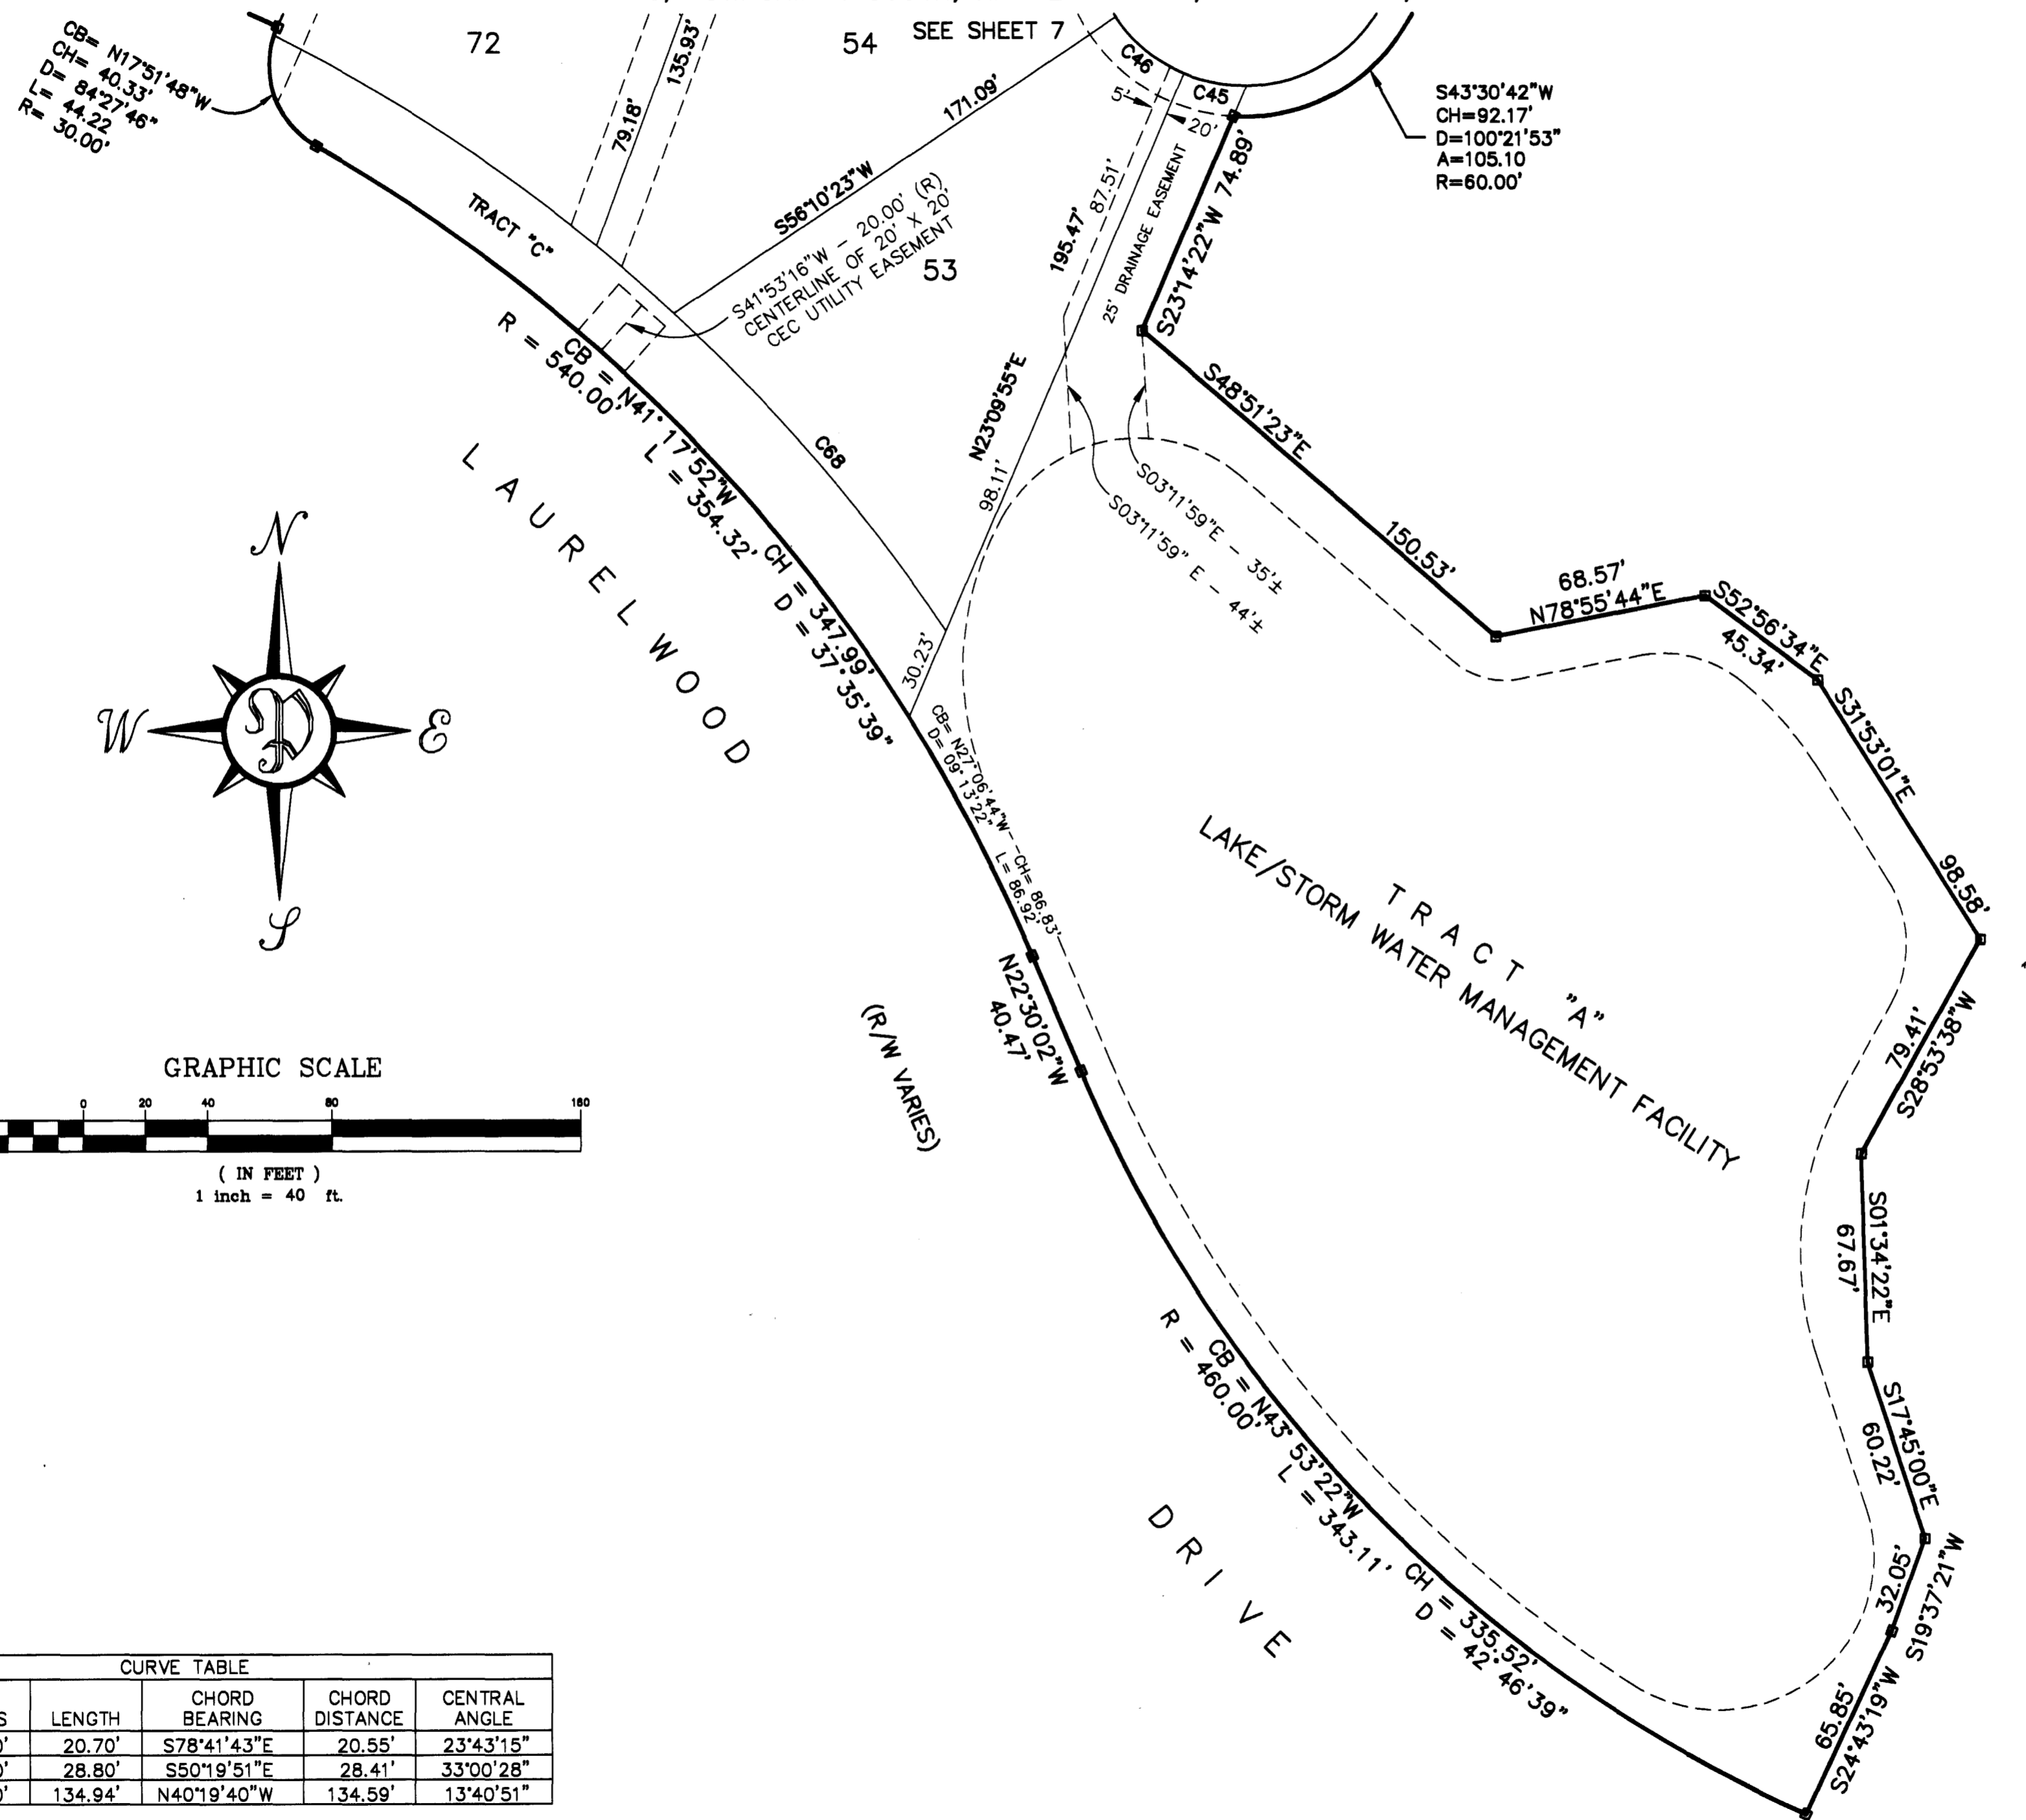 SEE SHEET 7
72
54
53
CB= N17°51'48"W
CH= 40.33'
D= 84°27'46"
L= 44.22
R= 30.00'
79.18'
135.93'
171.09'
S56°10'23"W
C46
C45
5'
20'
S43°30'42"W
CH=92.17'
D=100°21'53"
A=105.10
R=60.00'
TRACT "C"
S41°53'16"W - 20.00' (R)
CENTERLINE OF 20' X 20'
CEC UTILITY EASEMENT
195.47'
87.51'
25' DRAINAGE EASEMENT
S23°14'22"W 74.89'
N23°09'55"E
98.11'
30.23'
C68
CB = N41°17'52"W CH = 347.99'
R = 540.00' L = 354.32' D = 37°35'39"
S48°51'23"E
150.53'
S03°11'59"E - 35'±
S03°11'59" E - 44'±
68.57'
N78°55'44"E
S52°56'34"E
45.34'
S31°53'01"E
98.58'
LAURELWOOD
N
W
E
S
CB= N27°06'44"W CH= 86.83'
D= 09°13'22" L= 86.92'
N22°30'02"W
40.47'
(R/W VARIES)
TRACT "A"
LAKE/STORM WATER MANAGEMENT FACILITY
79.41'
S28°53'38"W
S01°34'22"E
67.67'
S17°45'00"E
60.22'
32.05'
S19°37'21"W
65.85'
S24°43'19"W
CB = N43°53'22"W CH = 335.52'
R = 460.00' L = 343.11' D = 42°46'39"
DRIVE
GRAPHIC SCALE
0 20 40 80 160
( IN FEET )
1 inch = 40 ft.
CURVE TABLE
LENGTH CHORD BEARING CHORD DISTANCE CENTRAL ANGLE
20.70' S78°41'43"E 20.55' 23°43'15"
28.80' S50°19'51"E 28.41' 33°00'28"
134.94' N40°19'40"W 134.59' 13°40'51"